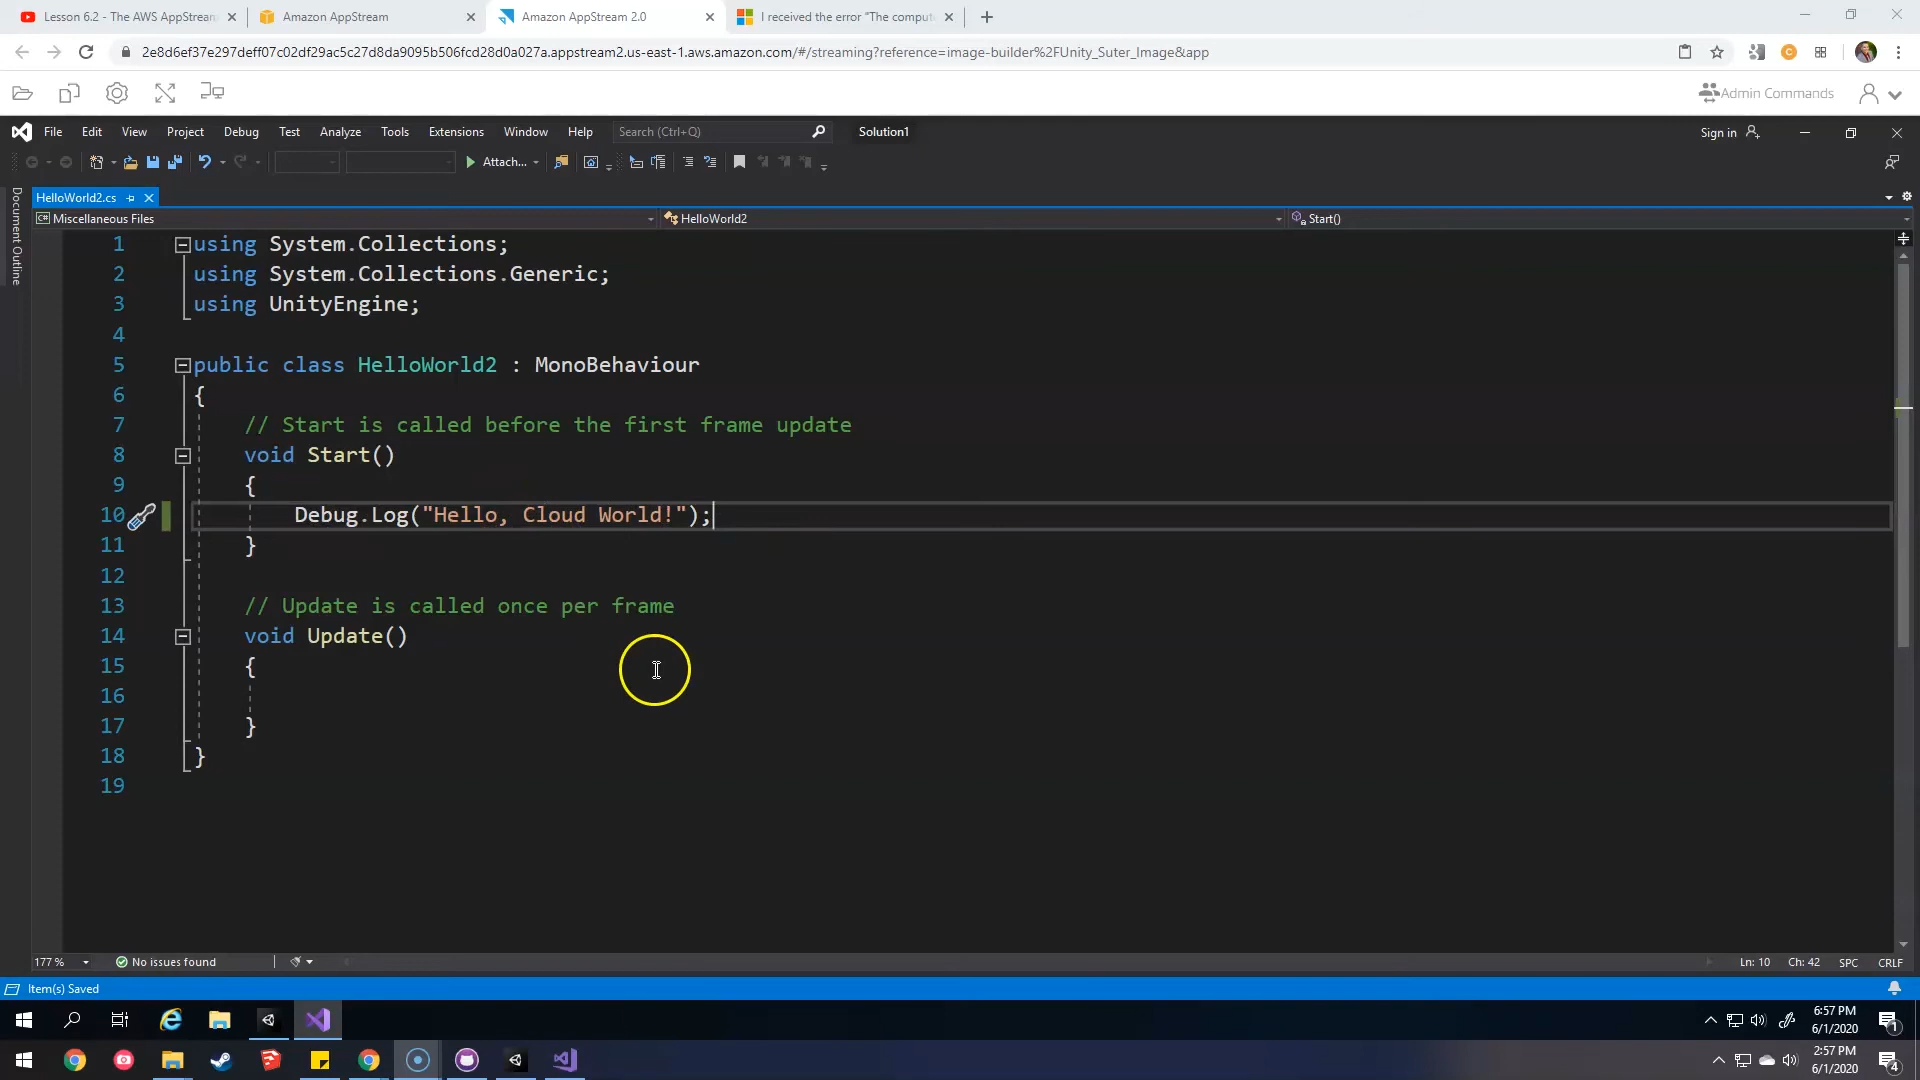 Lesson 6.2 - The AWS AppStream
Amazon AppStream
Amazon AppStream 2.0
I received the error "The comput
2e8d6ef37e297deff07c02df29ac5c27d8da9095b506fcd28d0a027a.appstream2.us-east-1.aws.amazon.com/#/streaming?reference=image-builder%2FUnity_Suter_Image&app
Admin Commands
File Edit View Project Debug Test Analyze Tools Extensions Window Help Search (Ctrl+Q) Solution1 Sign in
Attach...
HelloWorld2.cs
Document Outline
C# Miscellaneous Files HelloWorld2 Start()
1 using System.Collections;
2 using System.Collections.Generic;
3 using UnityEngine;
4
5 public class HelloWorld2 : MonoBehaviour
6 {
7 // Start is called before the first frame update
8 void Start()
9 {
10 Debug.Log("Hello, Cloud World!");
11 }
12
13 // Update is called once per frame
14 void Update()
15 {
16
17 }
18 }
19
177 % No issues found Ln: 10 Ch: 42 SPC CRLF
Item(s) Saved
6:57 PM
6/1/2020
1
2:57 PM
6/1/2020
4